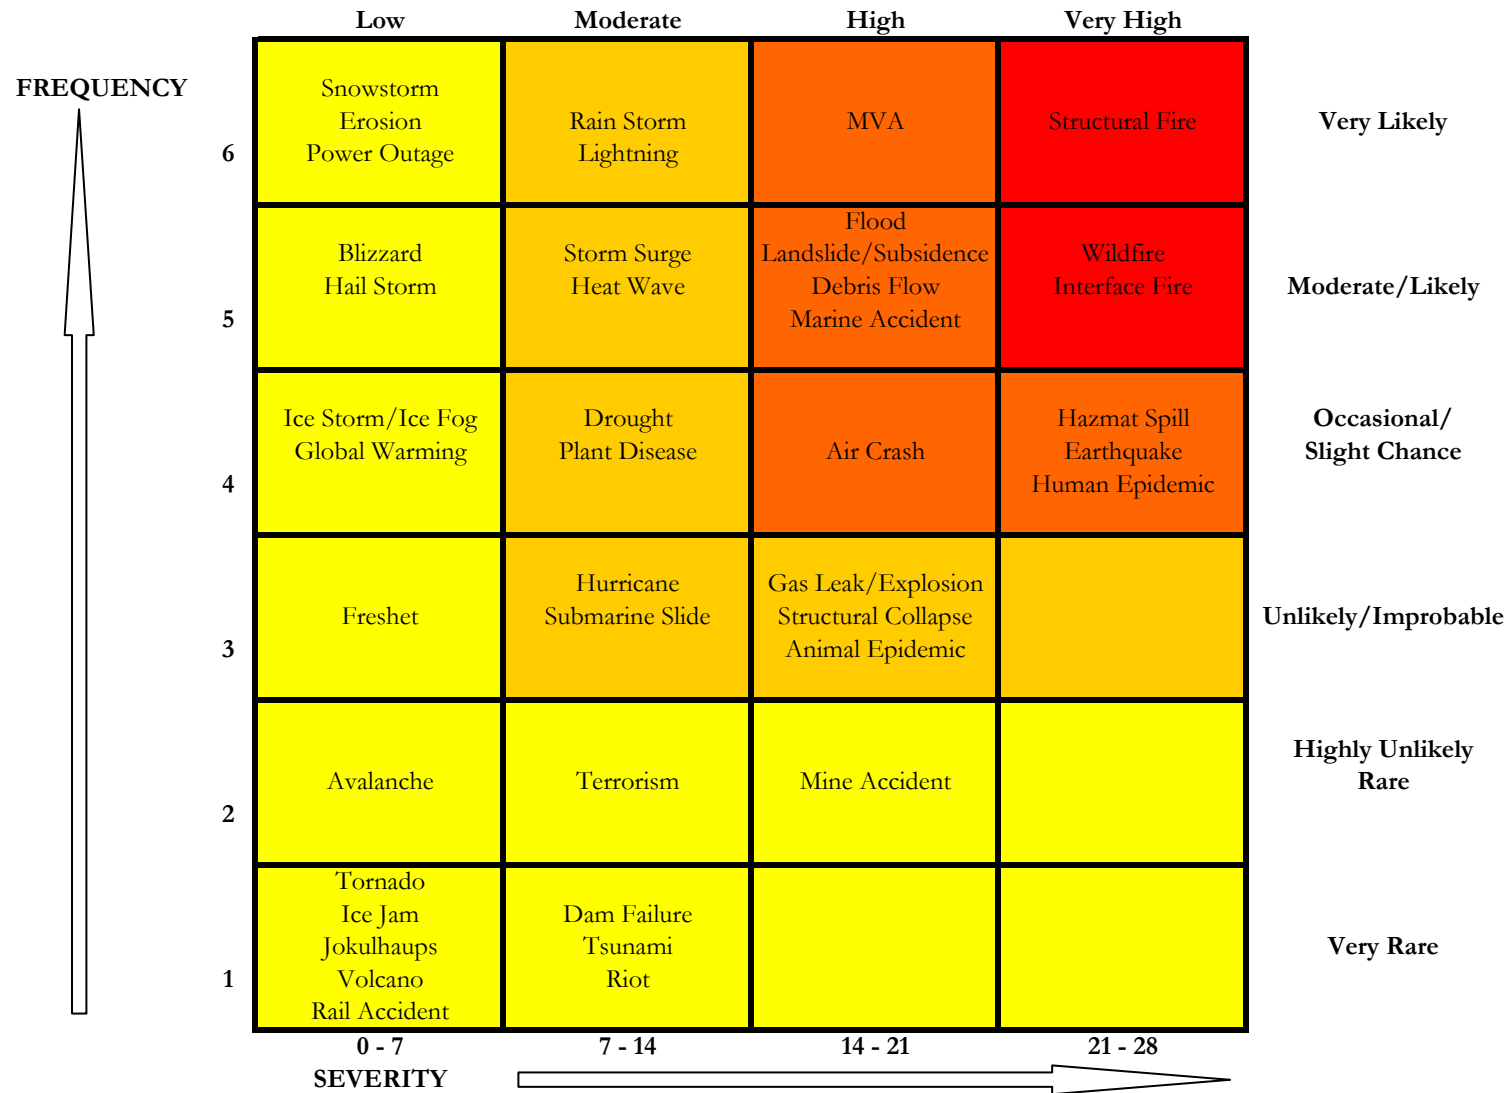 Low Moderate High Very High
FREQUENCY
6
Snowstorm
Erosion
Power Outage
Rain Storm
Lightning
MVA
Structural Fire
Very Likely
5
Blizzard
Hail Storm
Storm Surge
Heat Wave
Flood
Landslide/Subsidence
Debris Flow
Marine Accident
Wildfire
Interface Fire
Moderate/Likely
4
Ice Storm/Ice Fog
Global Warming
Drought
Plant Disease
Air Crash
Hazmat Spill
Earthquake
Human Epidemic
Occasional/
Slight Chance
3
Freshet
Hurricane
Submarine Slide
Gas Leak/Explosion
Structural Collapse
Animal Epidemic
Unlikely/Improbable
2
Avalanche
Terrorism
Mine Accident
Highly Unlikely
Rare
1
Tornado
Ice Jam
Jokulhaups
Volcano
Rail Accident
Dam Failure
Tsunami
Riot
Very Rare
0 - 7 7 - 14 14 - 21 21 - 28
SEVERITY